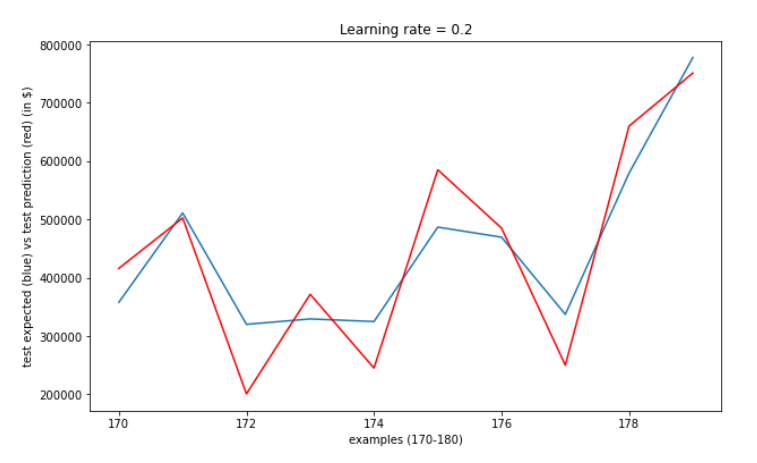 Learning rate = 0.2
800000
700000
600000
500000
400000
300000
200000
test expected (blue) vs test prediction (red) (in $)
170 172 174 176 178
examples (170-180)